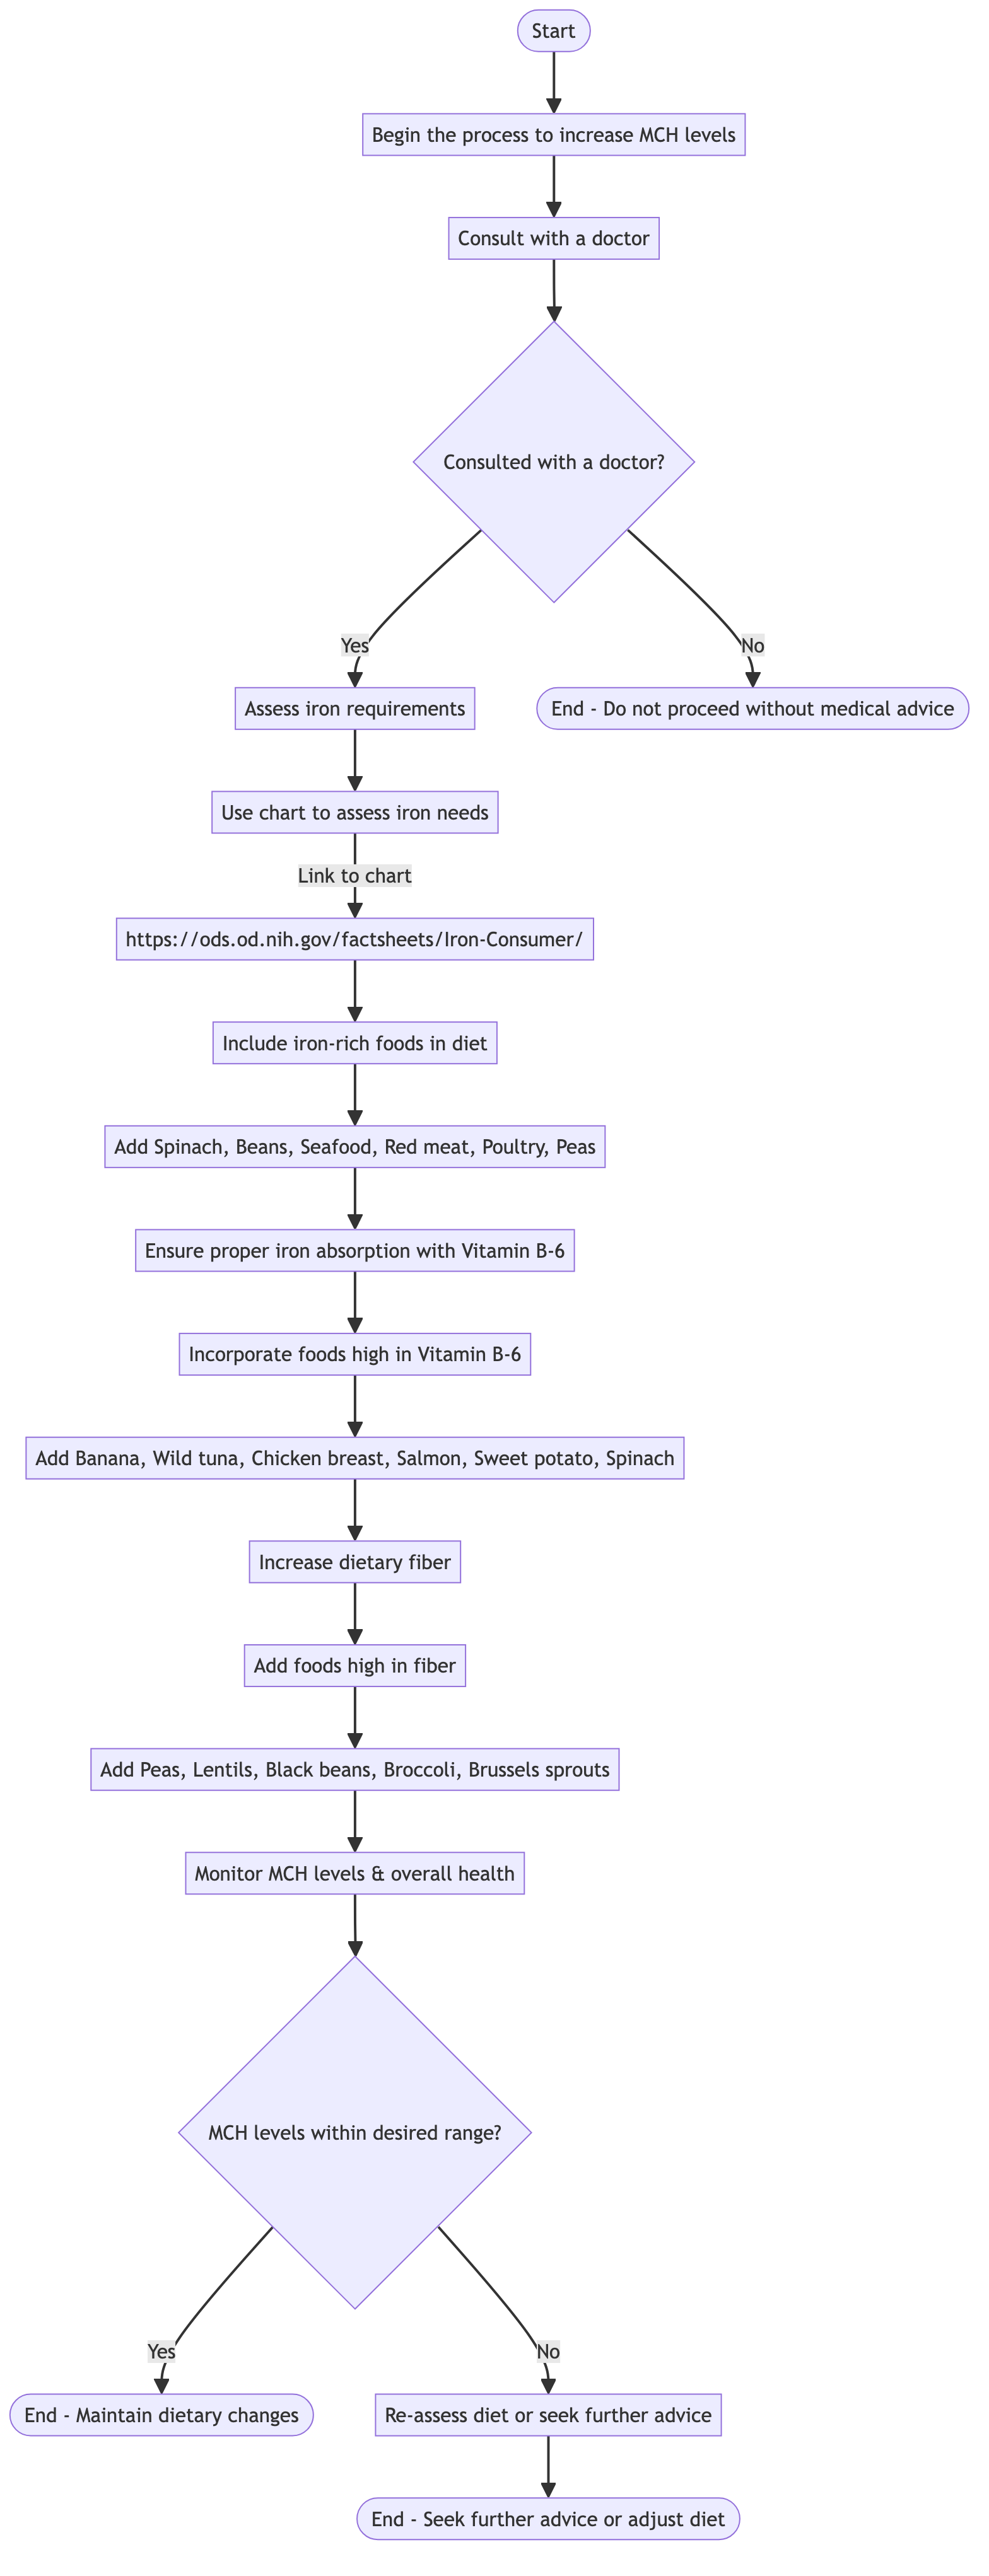 Start
Begin the process to increase MCH levels
Consult with a doctor
Consulted with a doctor?
Yes
No
Assess iron requirements
End - Do not proceed without medical advice
Use chart to assess iron needs
Link to chart
https://ods.od.nih.gov/factsheets/Iron-Consumer/
Include iron-rich foods in diet
Add Spinach, Beans, Seafood, Red meat, Poultry, Peas
Ensure proper iron absorption with Vitamin B-6
Incorporate foods high in Vitamin B-6
Add Banana, Wild tuna, Chicken breast, Salmon, Sweet potato, Spinach
Increase dietary fiber
Add foods high in fiber
Add Peas, Lentils, Black beans, Broccoli, Brussels sprouts
Monitor MCH levels & overall health
MCH levels within desired range?
Yes
No
End - Maintain dietary changes
Re-assess diet or seek further advice
End - Seek further advice or adjust diet